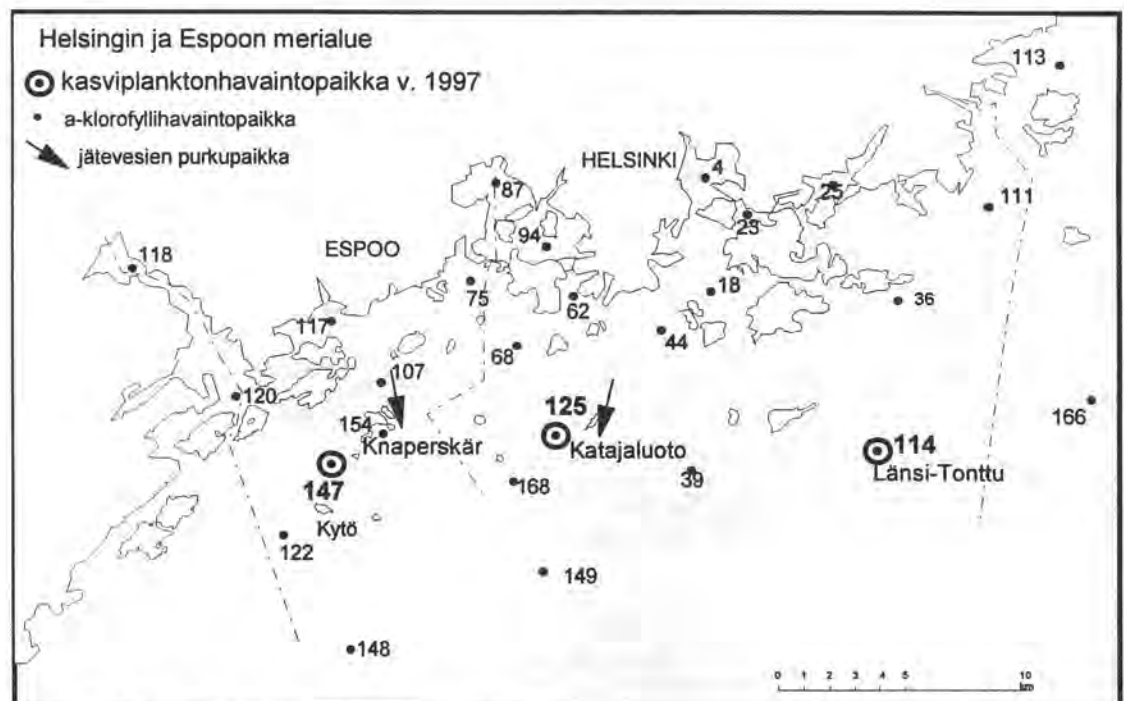 Helsingin ja Espoon merialue
kasviplanktonhavaintopaikka v. 1997
a-klorofyllihavaintopaikka
jätevesien purkupaikka
113
HELSINKI
4
25
87
23
111
94
ESPOO
118
75
62
18
36
117
44
68
107
120
125
166
154
Knaperskär
Katajaluoto
114
Länsi-Tonttu
147
168
39
Kytö
122
149
148
0 1 2 3 4 5 10
km